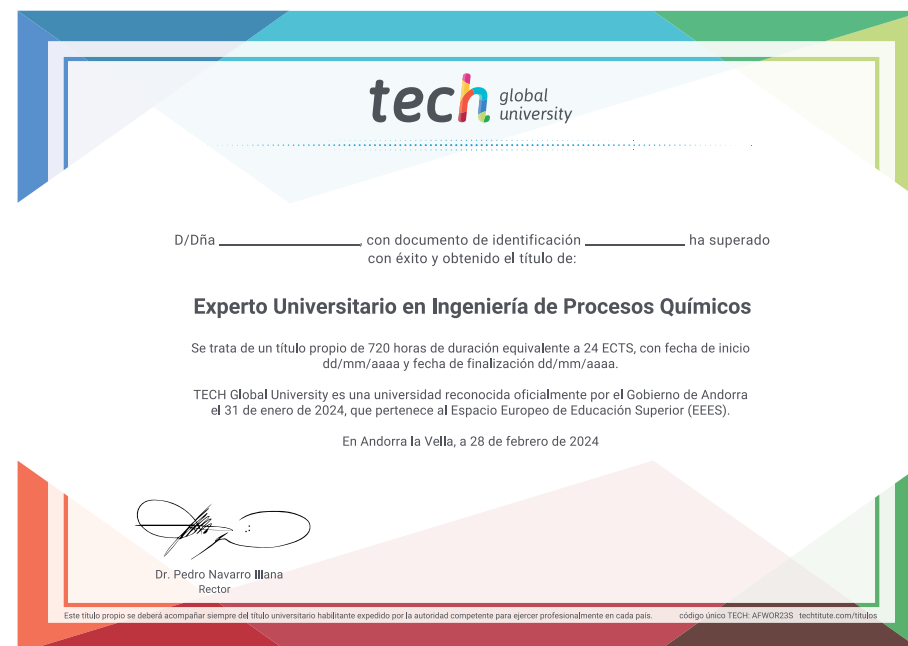 tech global university
D/Dña ____________________, con documento de identificación ______________ ha superado
con éxito y obtenido el título de:
Experto Universitario en Ingeniería de Procesos Químicos
Se trata de un título propio de 720 horas de duración equivalente a 24 ECTS, con fecha de inicio
dd/mm/aaaa y fecha de finalización dd/mm/aaaa.
TECH Global University es una universidad reconocida oficialmente por el Gobierno de Andorra
el 31 de enero de 2024, que pertenece al Espacio Europeo de Educación Superior (EEES).
En Andorra la Vella, a 28 de febrero de 2024
Dr. Pedro Navarro Illana
Rector
Este título propio se deberá acompañar siempre del título universitario habilitante expedido por la autoridad competente para ejercer profesionalmente en cada país. código único TECH: AFWOR23S techtitute.com/titulos